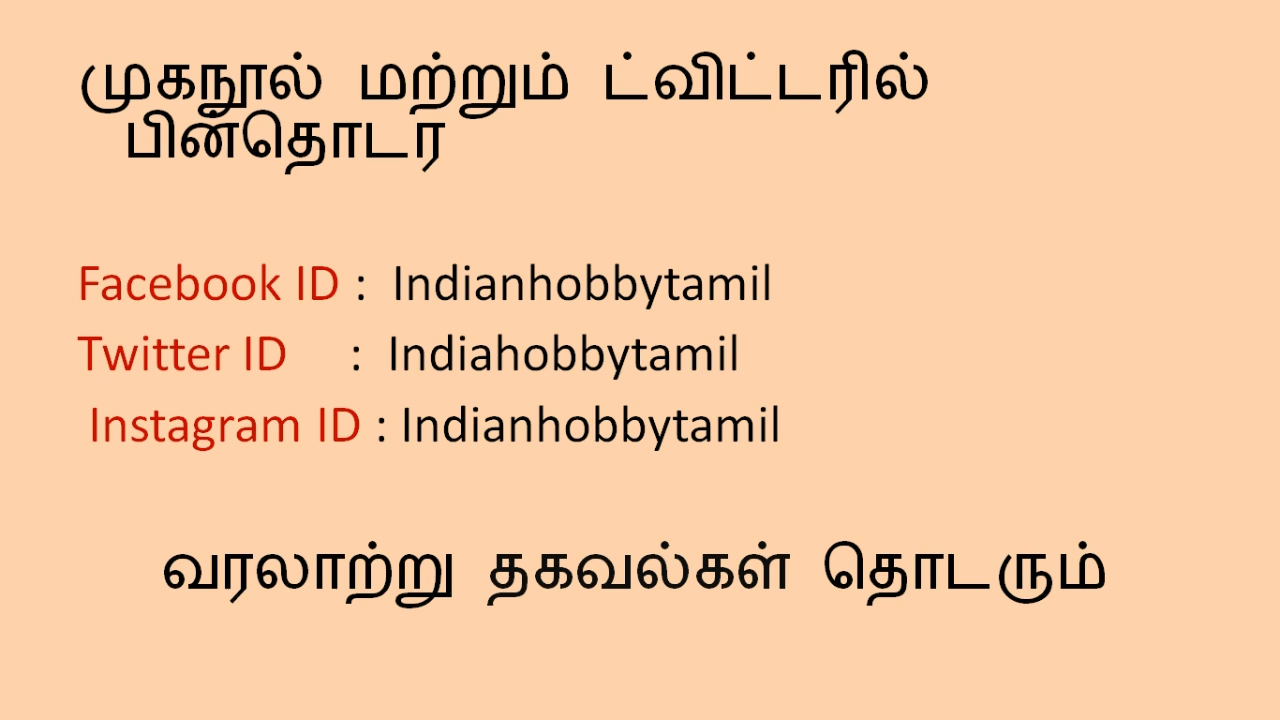 முகநூல் மற்றும் ட்விட்டரில்
பின்தொடர
Facebook ID : Indianhobbytamil
Twitter ID : Indiahobbytamil
Instagram ID : Indianhobbytamil
வரலாற்று தகவல்கள் தொடரும்